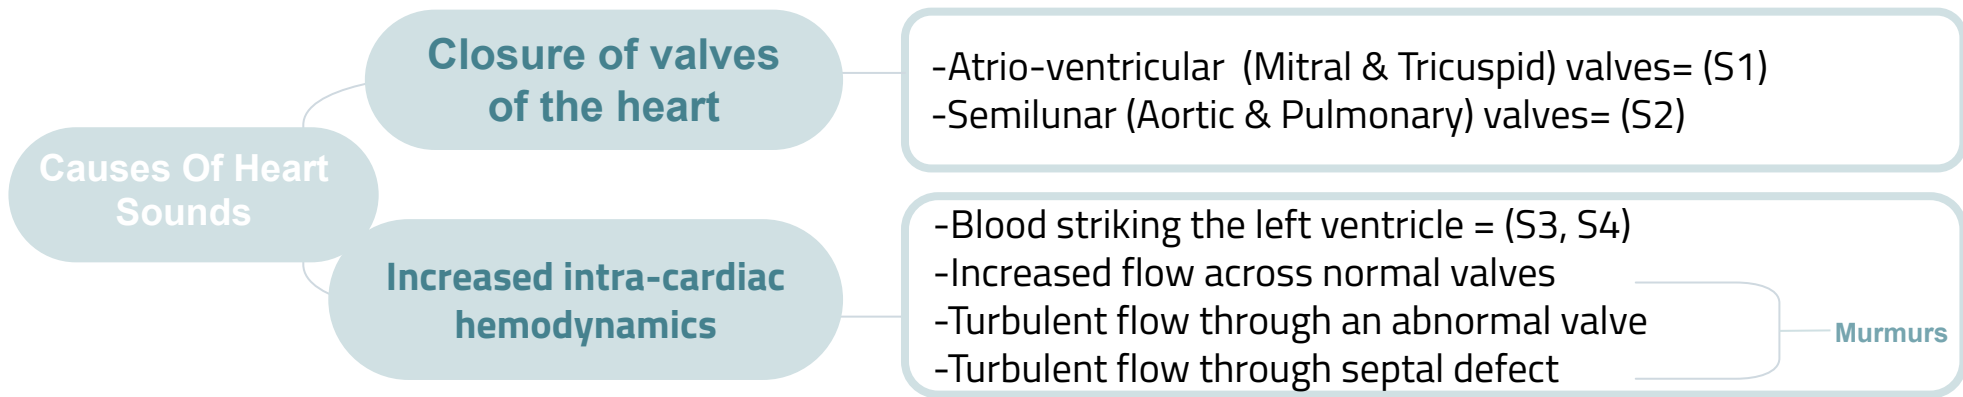 Causes Of Heart
Sounds
Closure of valves
of the heart
-Atrio-ventricular (Mitral & Tricuspid) valves= (S1)
-Semilunar (Aortic & Pulmonary) valves= (S2)
Increased intra-cardiac
hemodynamics
-Blood striking the left ventricle = (S3, S4)
-Increased flow across normal valves
-Turbulent flow through an abnormal valve
-Turbulent flow through septal defect
Murmurs